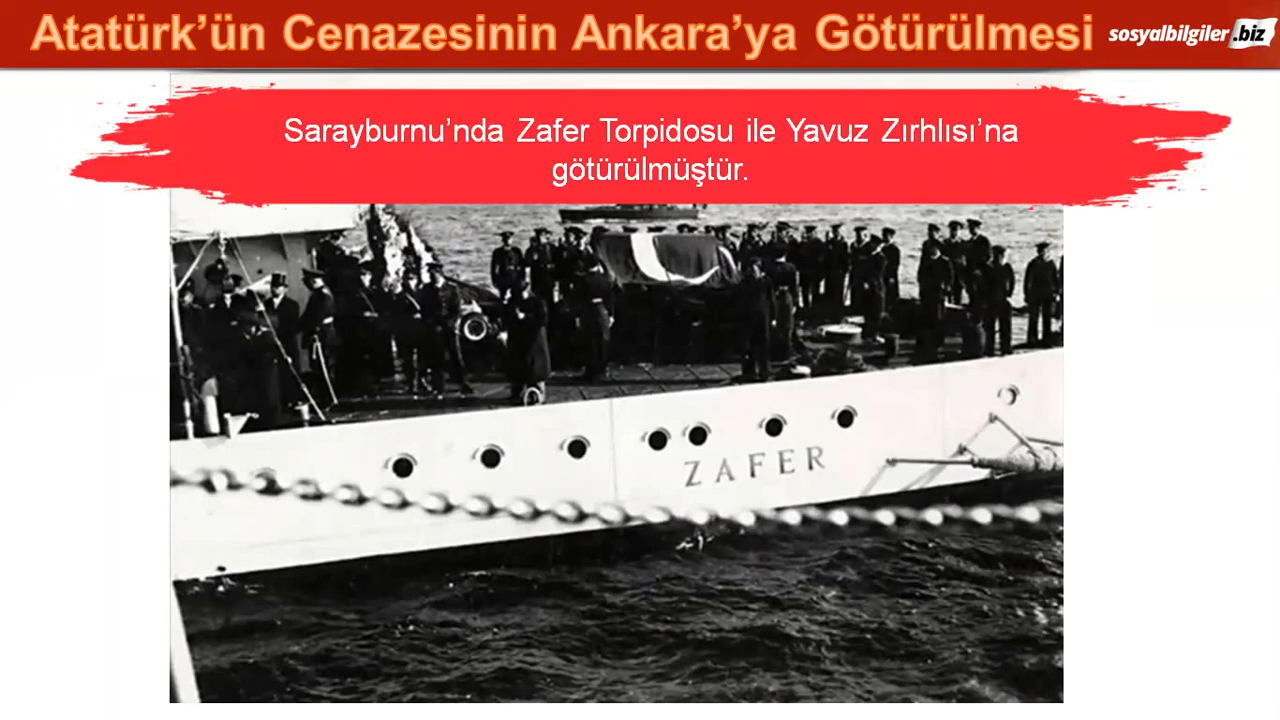 Atatürk’ün Cenazesinin Ankara’ya Götürülmesi
sosyalbilgiler.biz
Sarayburnu’nda Zafer Torpidosu ile Yavuz Zırhlısı’na
götürülmüştür.
ZAFER